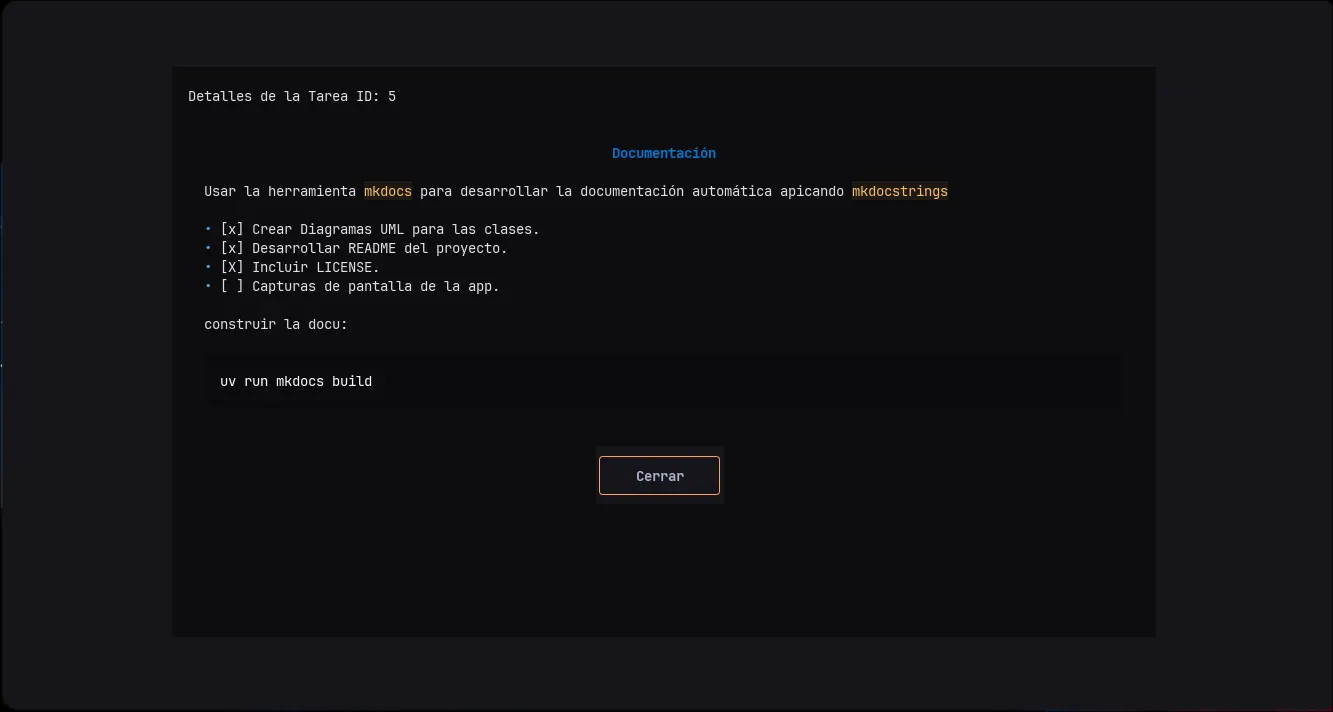 Detalles de la Tarea ID: 5
Documentación
Usar la herramienta mkdocs para desarrollar la documentación automática apicando mkdocstrings
• [x] Crear Diagramas UML para las clases.
• [x] Desarrollar README del proyecto.
• [X] Incluir LICENSE.
• [ ] Capturas de pantalla de la app.
construir la docu:
uv run mkdocs build
Cerrar